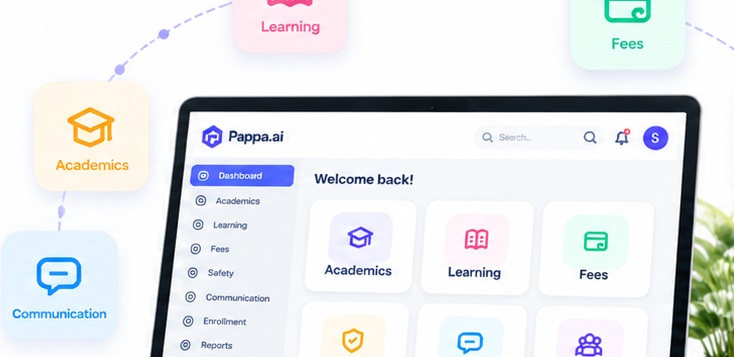 Learning
Fees
Academics
Communication
Pappa.ai
Search..
S
Dashboard
Academics
Learning
Fees
Safety
Communication
Enrollment
Reports
Welcome back!
Academics
Learning
Fees